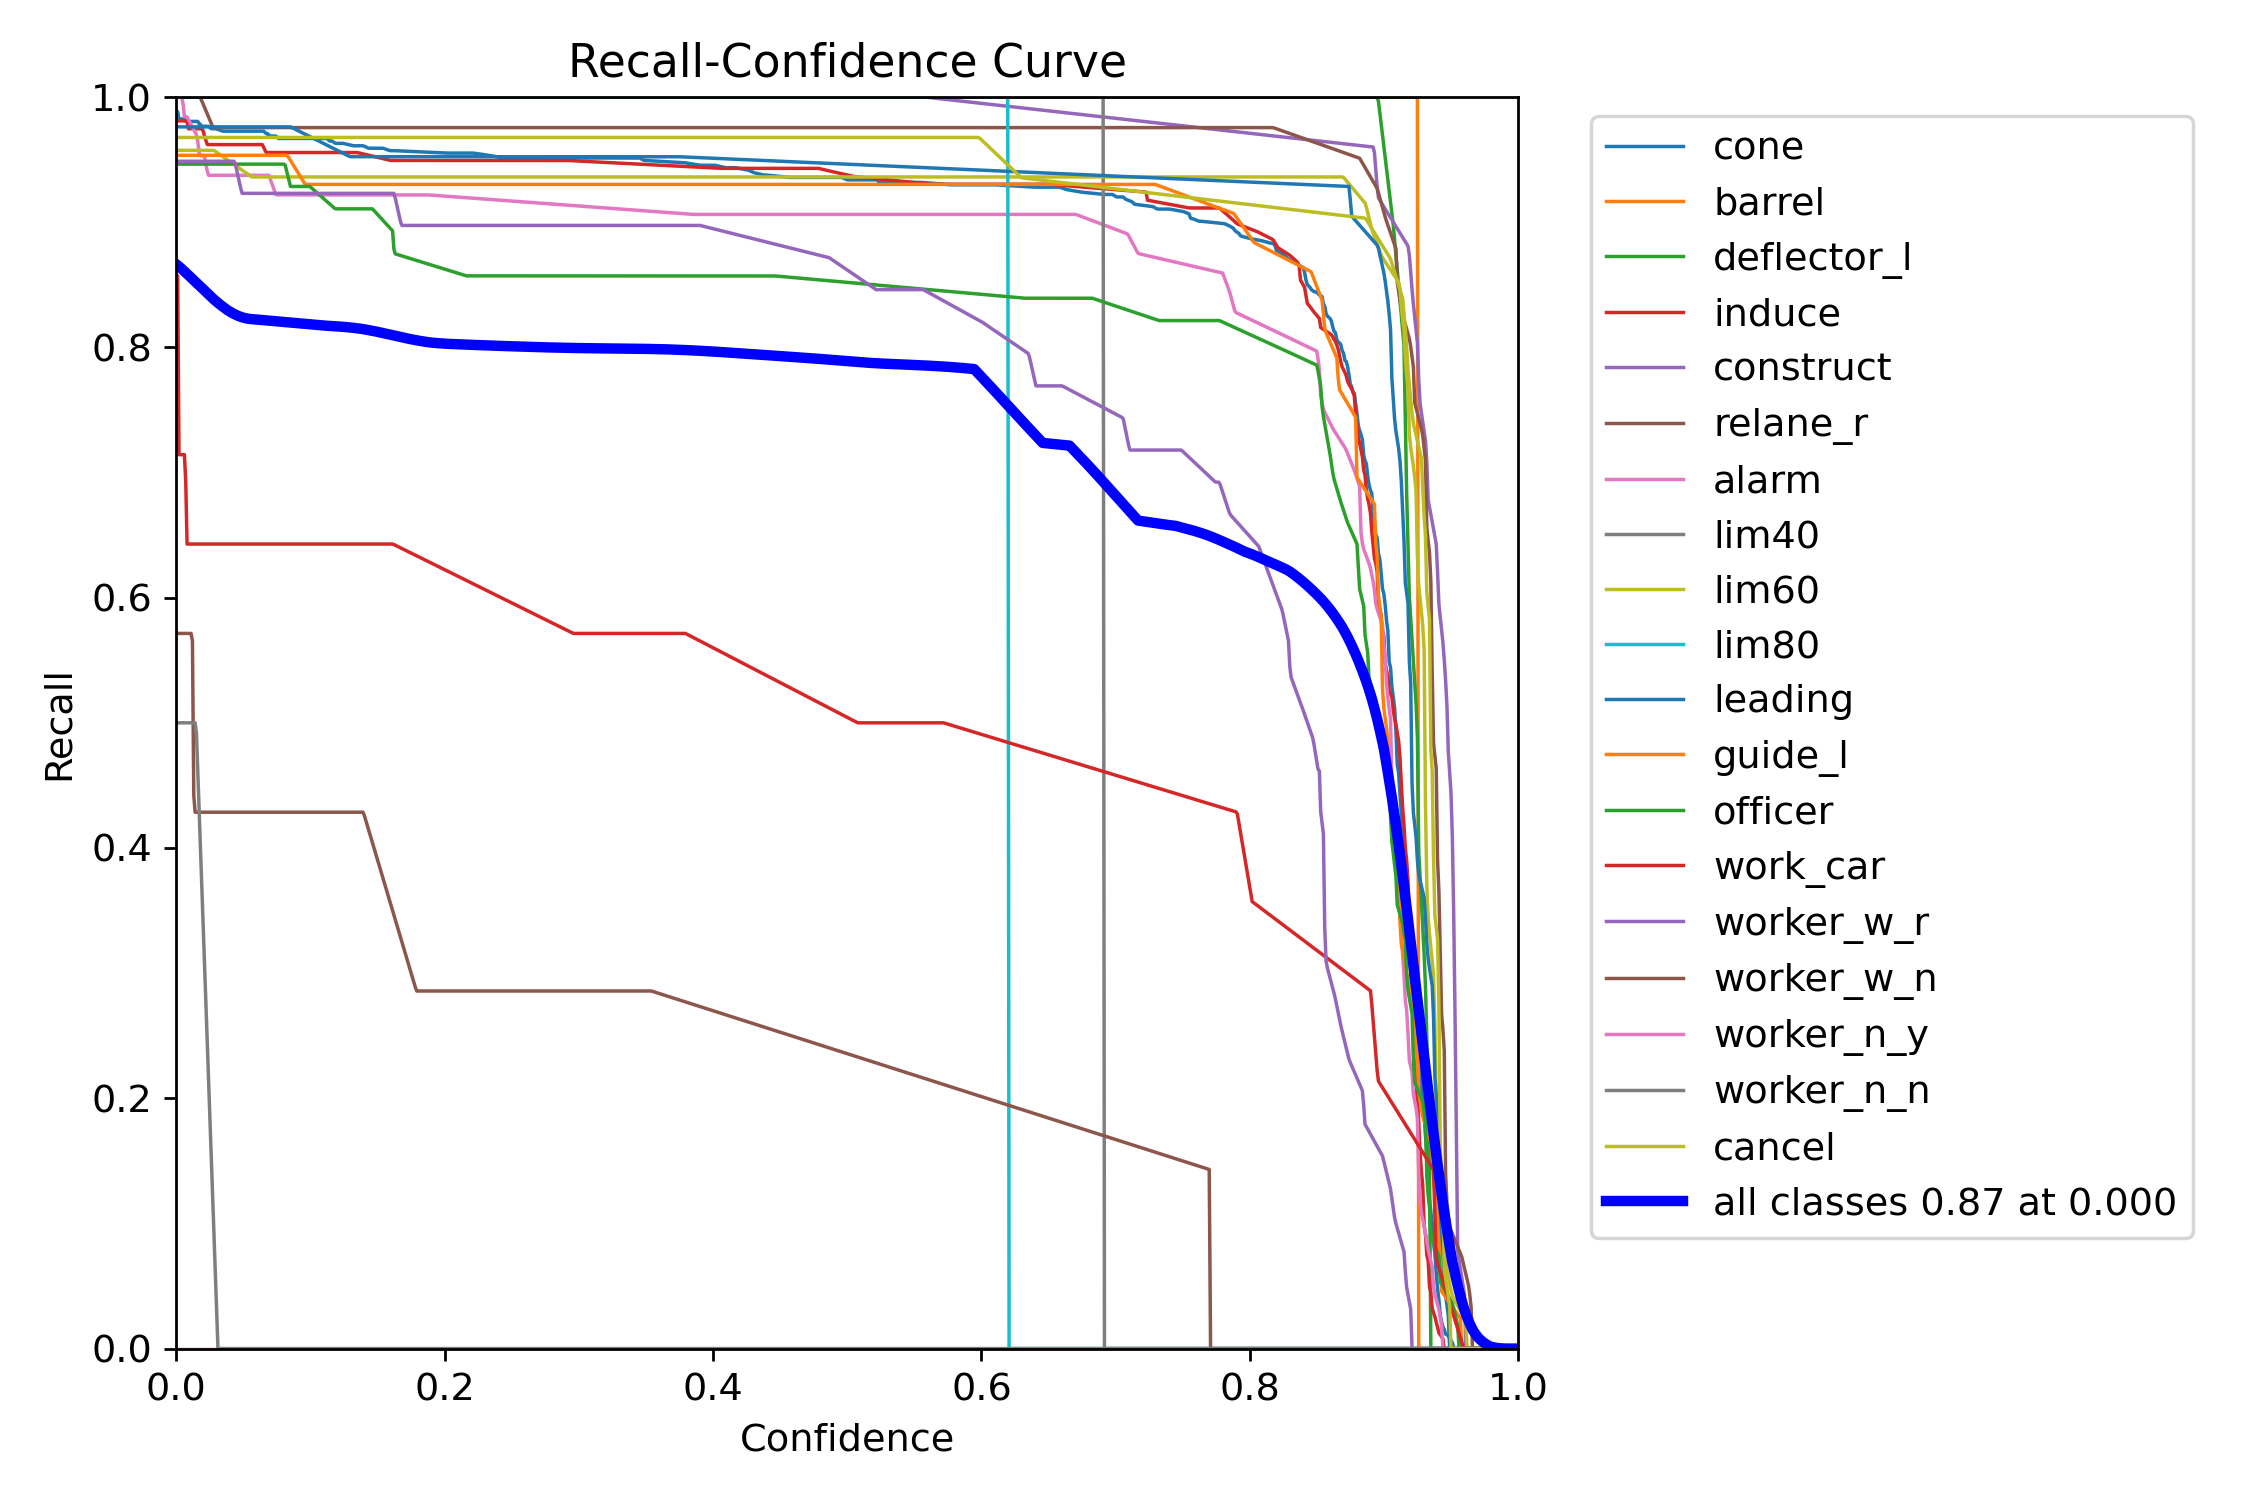 Recall-Confidence Curve
1.0
0.8
0.6
0.4
0.2
0.0
Recall
0.0 0.2 0.4 0.6 0.8 1.0
Confidence
cone
barrel
deflector_l
induce
construct
relane_r
alarm
lim40
lim60
lim80
leading
guide_l
officer
work_car
worker_w_r
worker_w_n
worker_n_y
worker_n_n
cancel
all classes 0.87 at 0.000